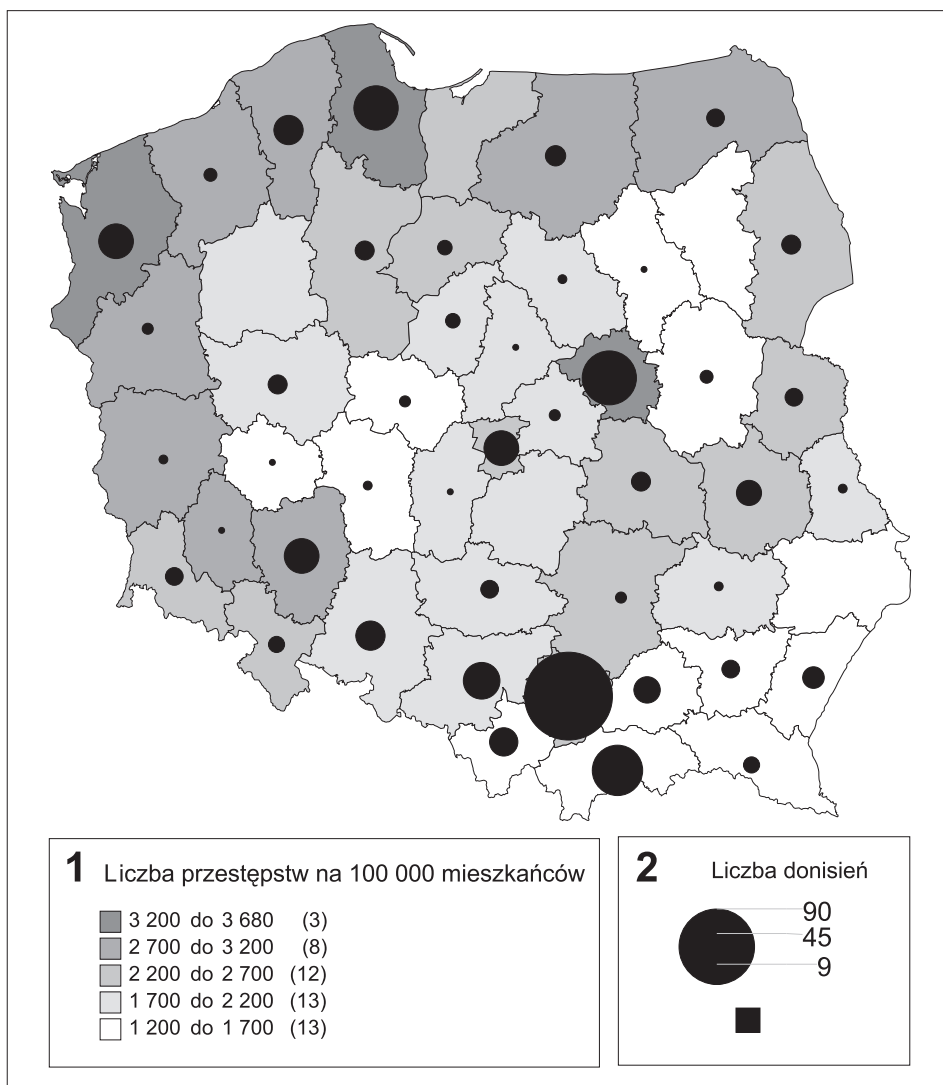 1 Liczba przestępstw na 100 000 mieszkańców
3 200 do 3 680 (3)
2 700 do 3 200 (8)
2 200 do 2 700 (12)
1 700 do 2 200 (13)
1 200 do 1 700 (13)
2 Liczba donisień
90
45
9